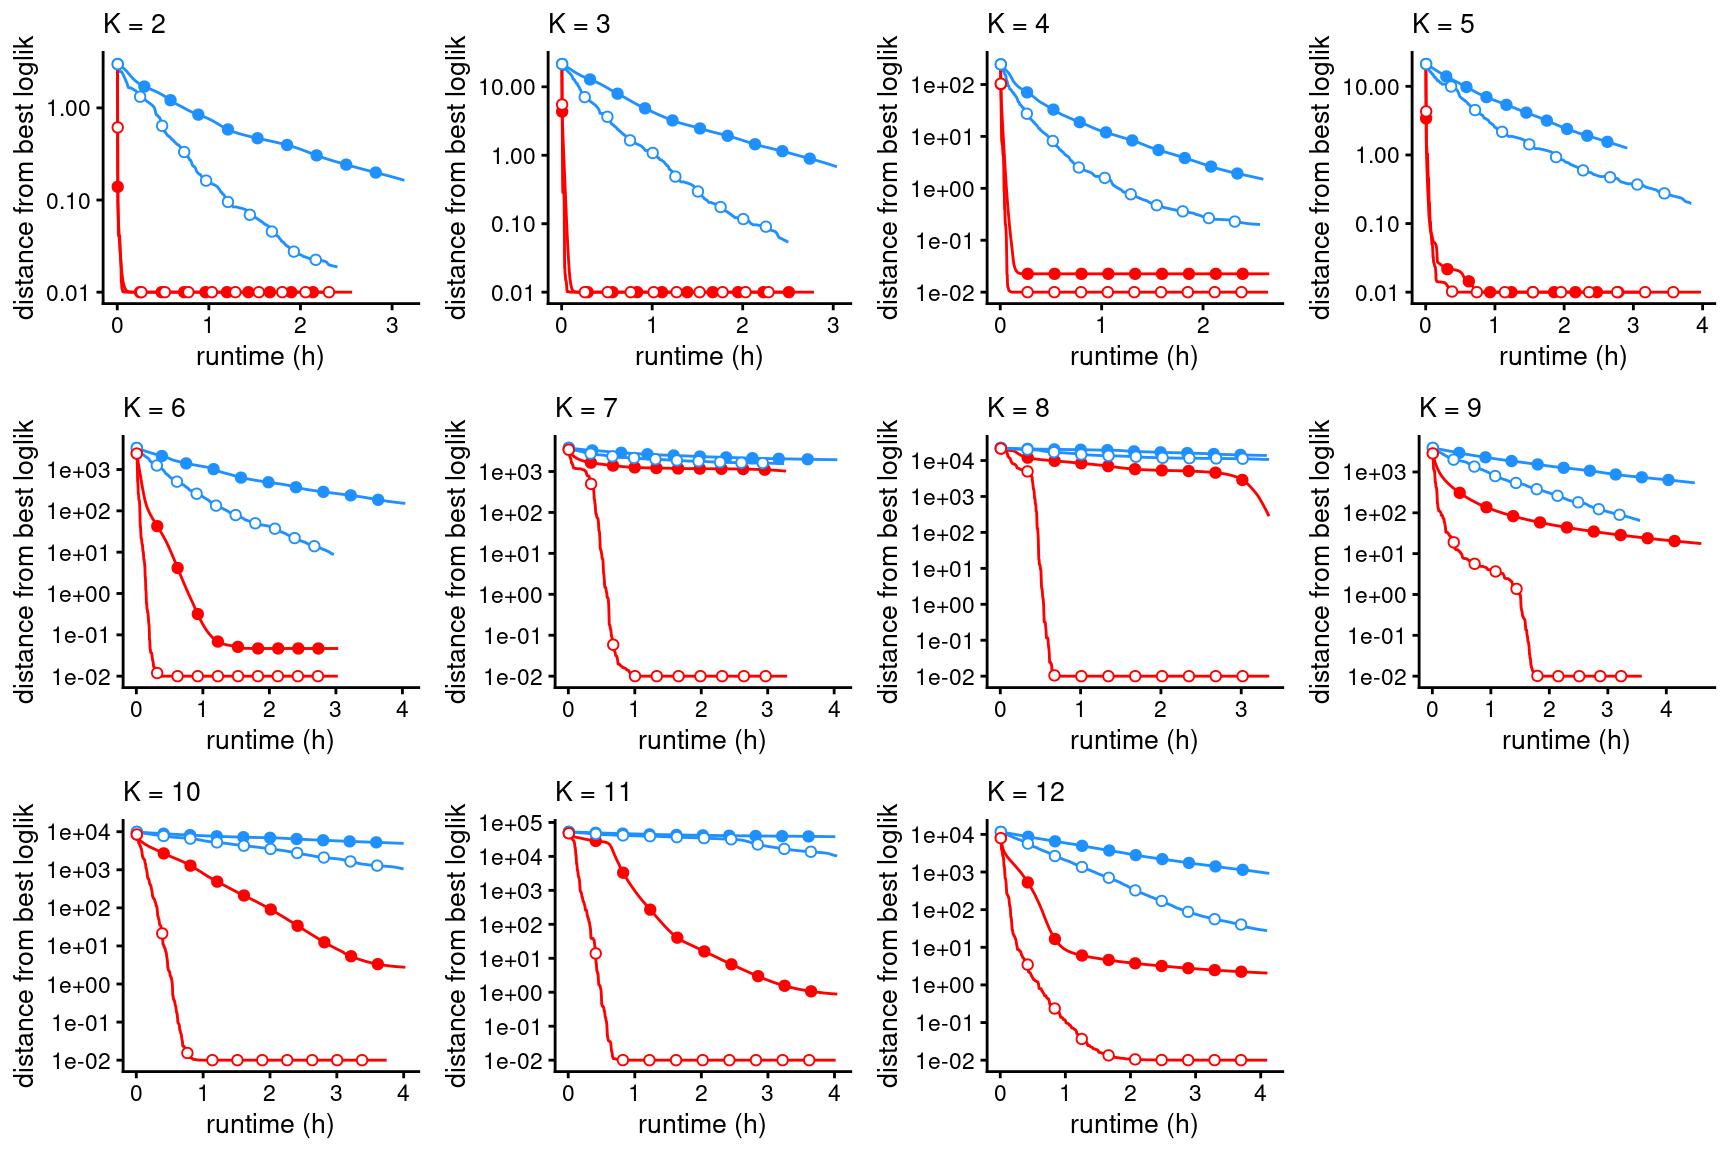 K = 2
distance from best loglik
1.00
0.10
0.01
0 1 2 3
runtime (h)
K = 3
distance from best loglik
10.00
1.00
0.10
0.01
0 1 2 3
runtime (h)
K = 4
distance from best loglik
1e+02
1e+01
1e+00
1e-01
1e-02
0 1 2
runtime (h)
K = 5
distance from best loglik
10.00
1.00
0.10
0.01
0 1 2 3 4
runtime (h)
K = 6
distance from best loglik
1e+03
1e+02
1e+01
1e+00
1e-01
1e-02
0 1 2 3 4
runtime (h)
K = 7
distance from best loglik
1e+03
1e+02
1e+01
1e+00
1e-01
1e-02
0 1 2 3 4
runtime (h)
K = 8
distance from best loglik
1e+04
1e+03
1e+02
1e+01
1e+00
1e-01
1e-02
0 1 2 3
runtime (h)
K = 9
distance from best loglik
1e+03
1e+02
1e+01
1e+00
1e-01
1e-02
0 1 2 3 4
runtime (h)
K = 10
distance from best loglik
1e+04
1e+03
1e+02
1e+01
1e+00
1e-01
1e-02
0 1 2 3 4
runtime (h)
K = 11
distance from best loglik
1e+05
1e+04
1e+03
1e+02
1e+01
1e+00
1e-01
1e-02
0 1 2 3 4
runtime (h)
K = 12
distance from best loglik
1e+04
1e+03
1e+02
1e+01
1e+00
1e-01
1e-02
0 1 2 3 4
runtime (h)